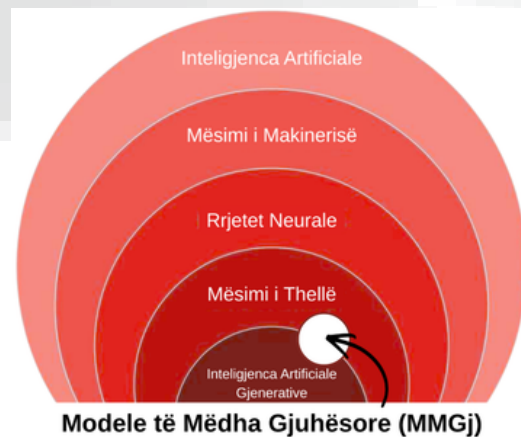 Inteligjenca Artificiale
Mësimi i Makinerisë
Rrjetet Neurale
Mësimi i Thellë
Inteligjenca Artificiale
Gjenerative
Modele të Mëdha Gjuhësore (MMGj)